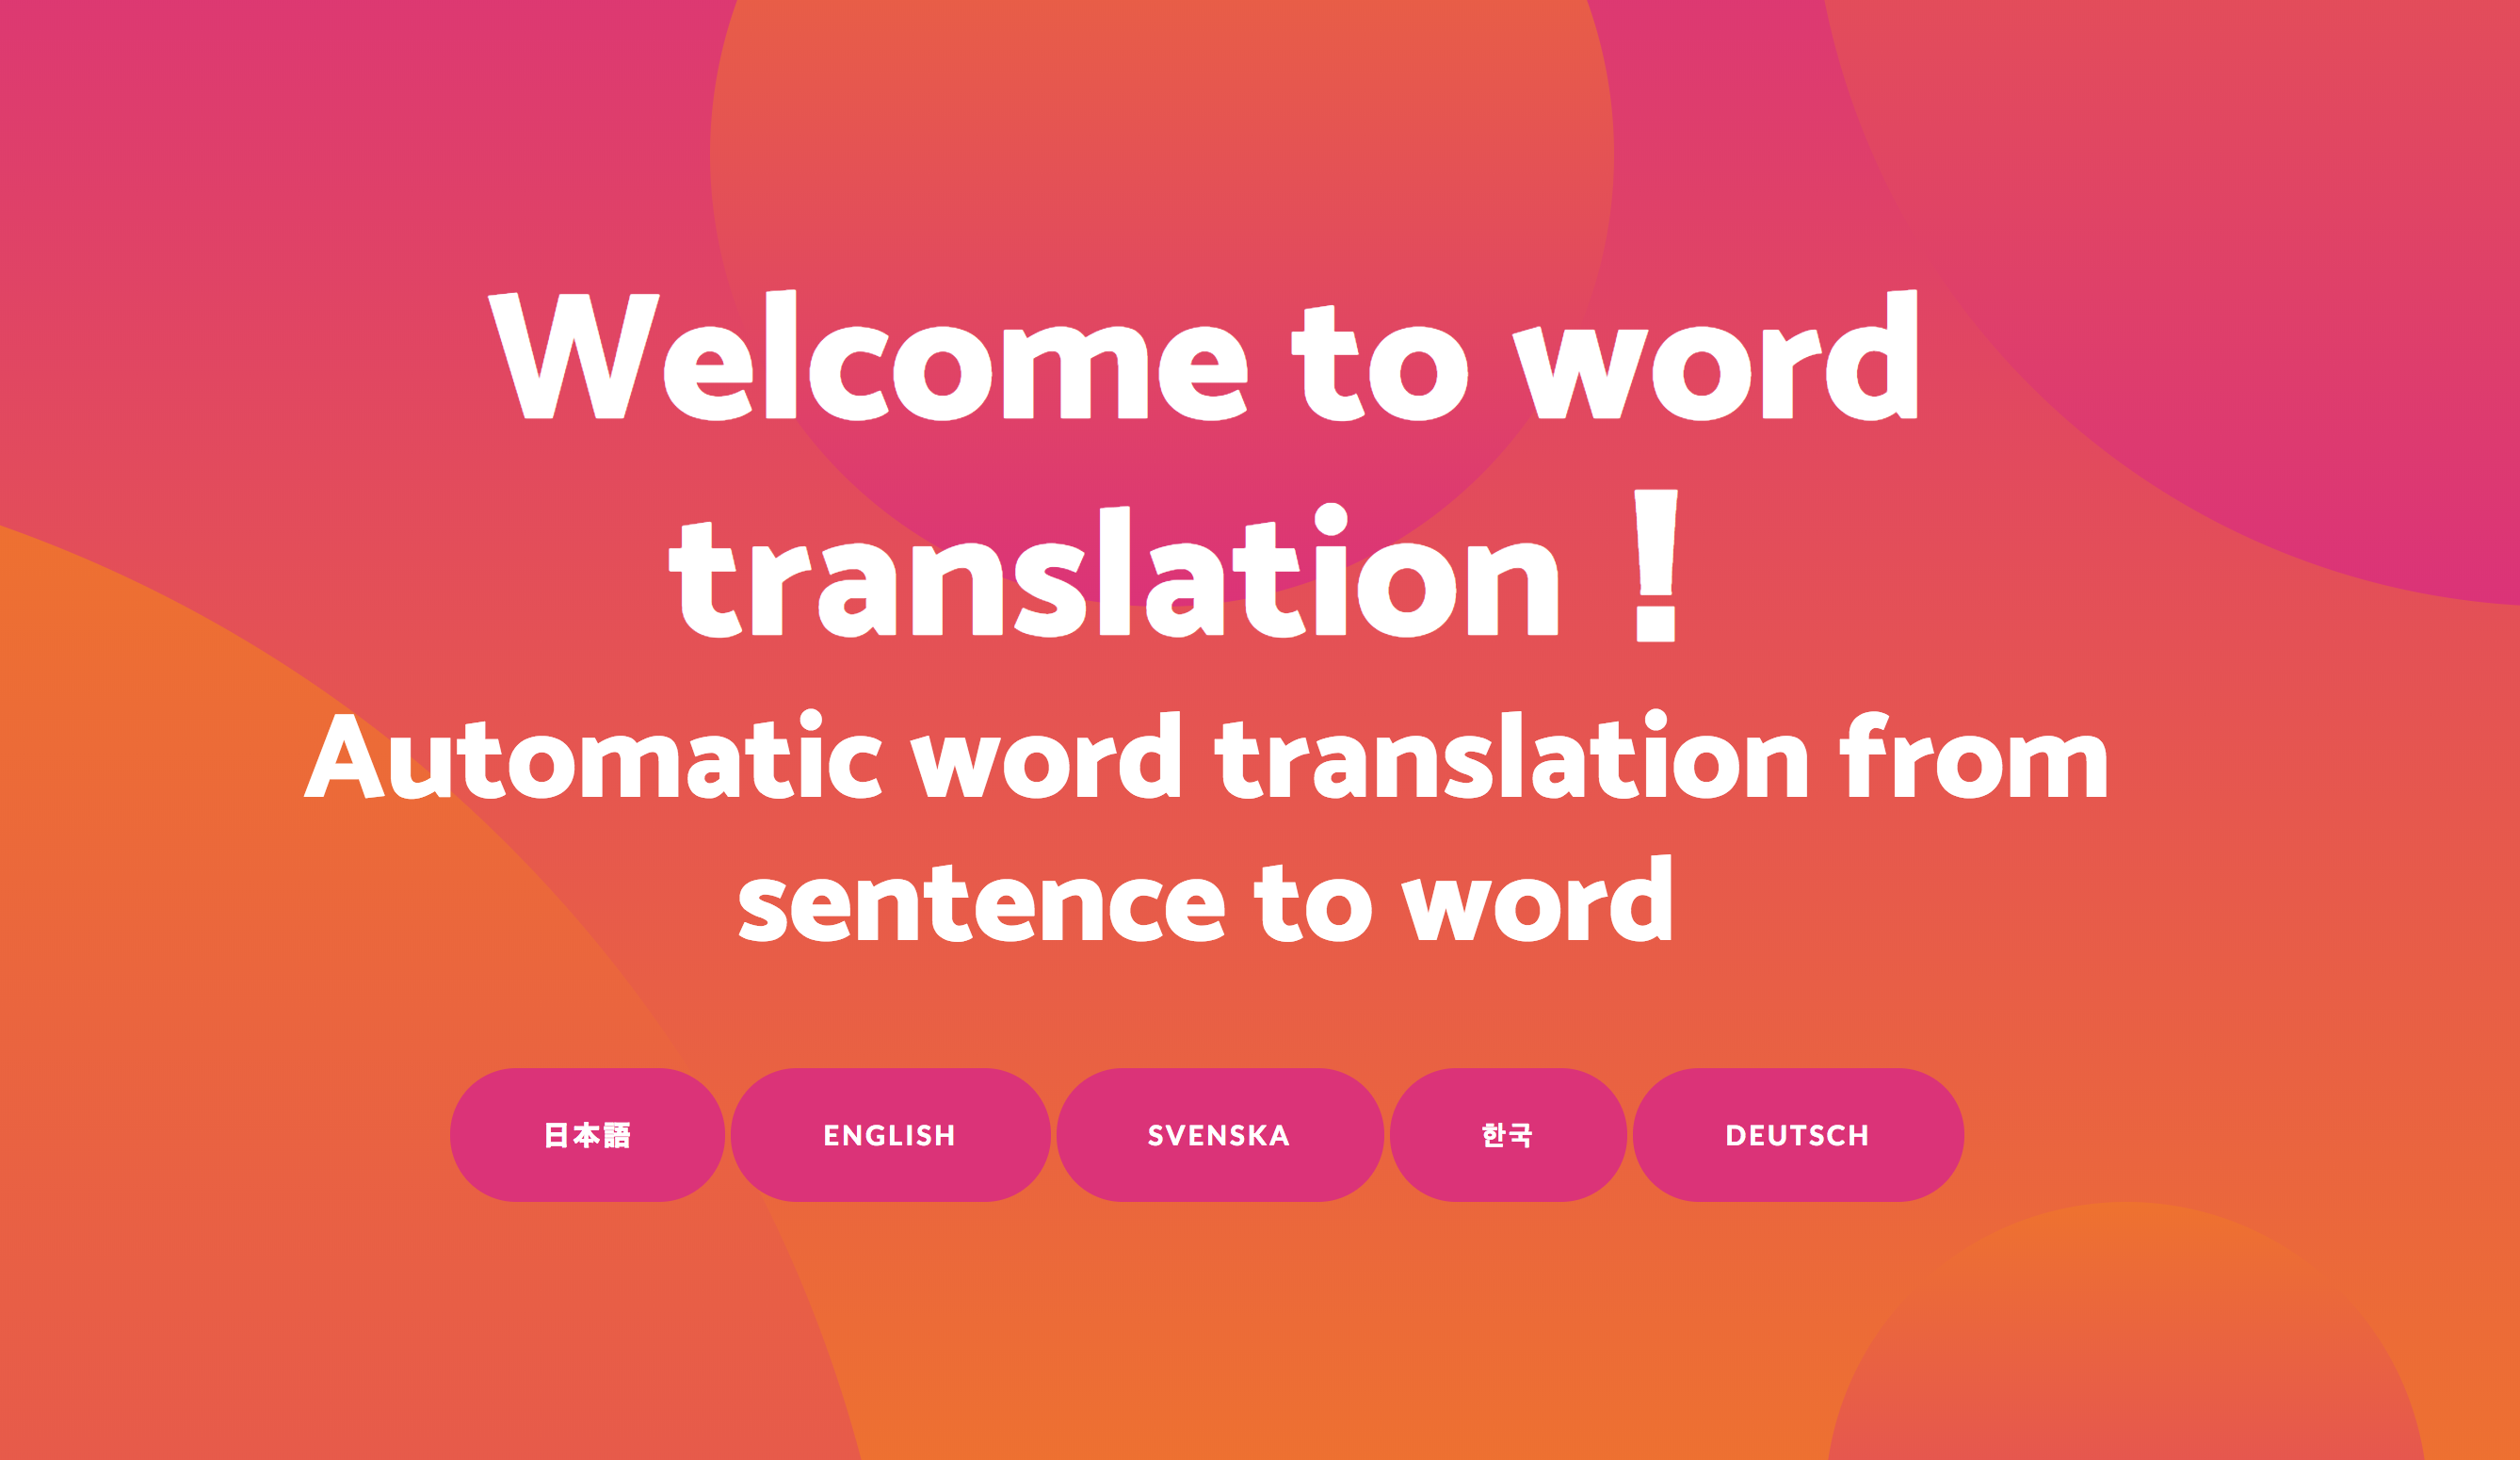 Welcome to word
translation！
Automatic word translation from
sentence to word
日本語 ENGLISH SVENSKA 한국 DEUTSCH